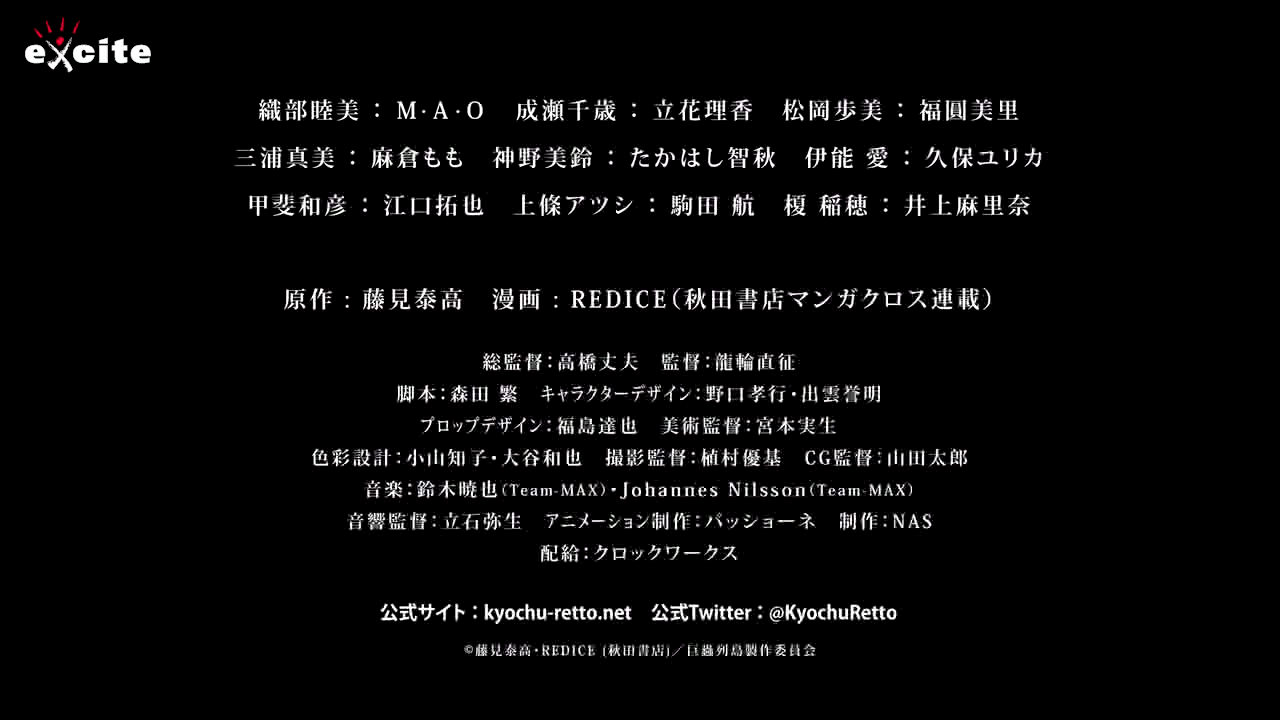 excite
織部睦美：M・A・O　成瀬千歳：立花理香　松岡歩美：福圓美里
三浦真美：麻倉もも　神野美鈴：たかはし智秋　伊能 愛：久保ユリカ
甲斐和彦：江口拓也　上條アツシ：駒田 航　榎 稲穂：井上麻里奈
原作：藤見泰高　漫画：REDICE（秋田書店マンガクロス連載）
総監督：高橋丈夫　監督：龍輪直征
脚本：森田 繁　キャラクターデザイン：野口孝行・出雲誉明
プロップデザイン：福島達也　美術監督：宮本実生
色彩設計：小山知子・大谷和也　撮影監督：植村優基　CG監督：山田太郎
音楽：鈴木暁也（Team-MAX）・Johannes Nilsson（Team-MAX）
音響監督：立石弥生　アニメーション制作：パッショーネ　制作：NAS
配給：クロックワークス
公式サイト：kyochu-retto.net　公式Twitter：@KyochuRetto
©藤見泰高・REDICE (秋田書店)／巨蟲列島製作委員会